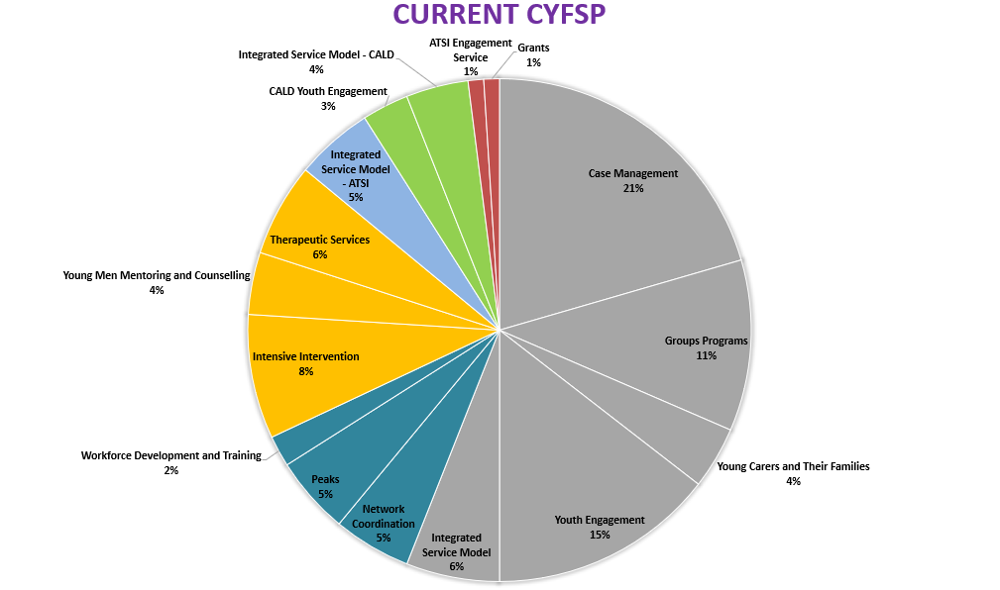 CURRENT CYFSP
Case Management
21%
Groups Programs
11%
Young Carers and Their Families
4%
Youth Engagement
15%
Integrated
Service Model
6%
Network
Coordination
5%
Peaks
5%
Workforce Development and Training
2%
Intensive Intervention
8%
Young Men Mentoring and Counselling
4%
Therapeutic Services
6%
Integrated
Service Model
- ATSI
5%
CALD Youth Engagement
3%
Integrated Service Model - CALD
4%
ATSI Engagement
Service
1%
Grants
1%